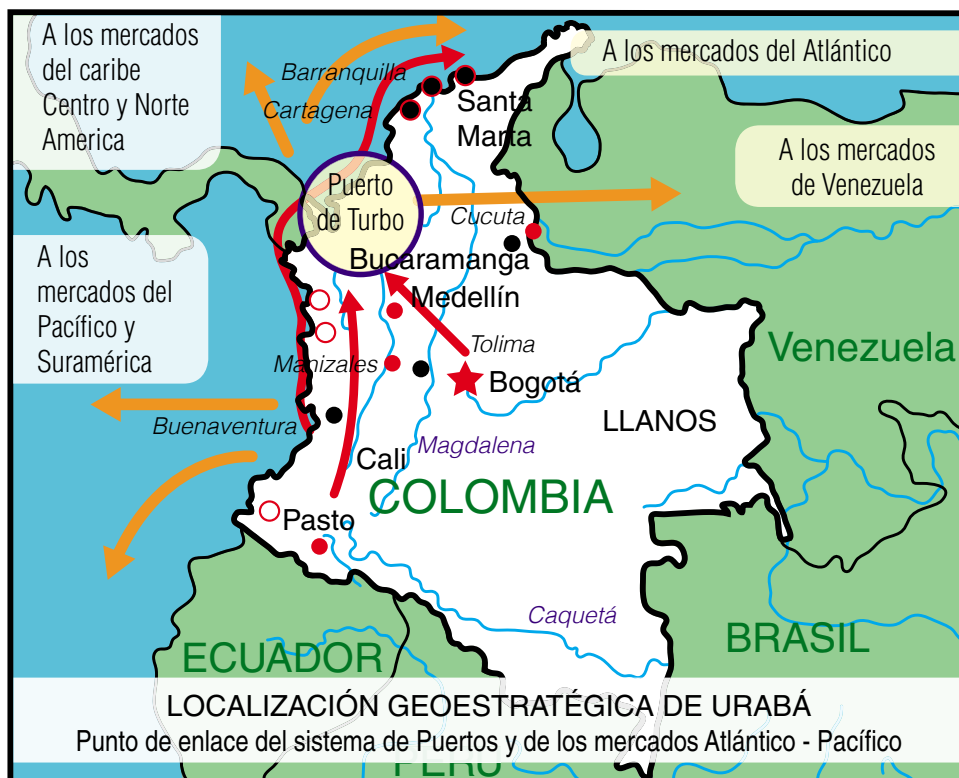 A los mercados
del caribe
Centro y Norte
America
A los mercados del Atlántico
Barranquilla
Cartagena
Santa
Marta
A los mercados
de Venezuela
Puerto
de Turbo
Cucuta
A los
mercados del
Pacífico y
Suramérica
Bucaramanga
Medellín
Tolima
Venezuela
Manizales
Bogotá
LLANOS
Buenaventura
Magdalena
Cali
COLOMBIA
Pasto
Caquetá
BRASIL
ECUADOR
LOCALIZACIÓN GEOESTRATÉGICA DE URABÁ
Punto de enlace del sistema de Puertos y de los mercados Atlántico - Pacífico
PERU